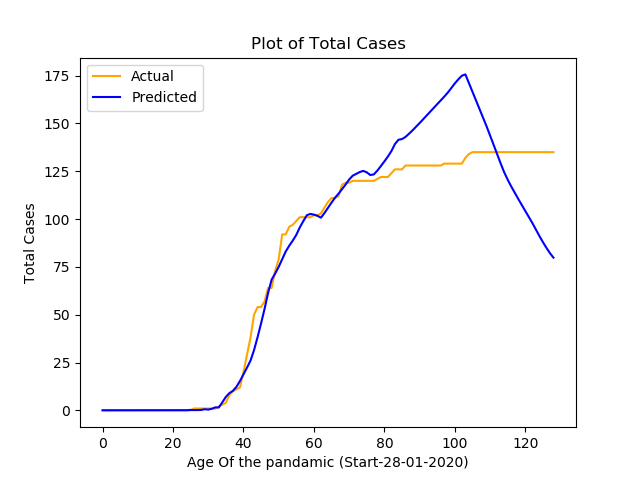 Plot of Total Cases
Actual
Predicted
175
150
125
100
75
50
25
0
Total Cases
0 20 40 60 80 100 120
Age Of the pandamic (Start-28-01-2020)